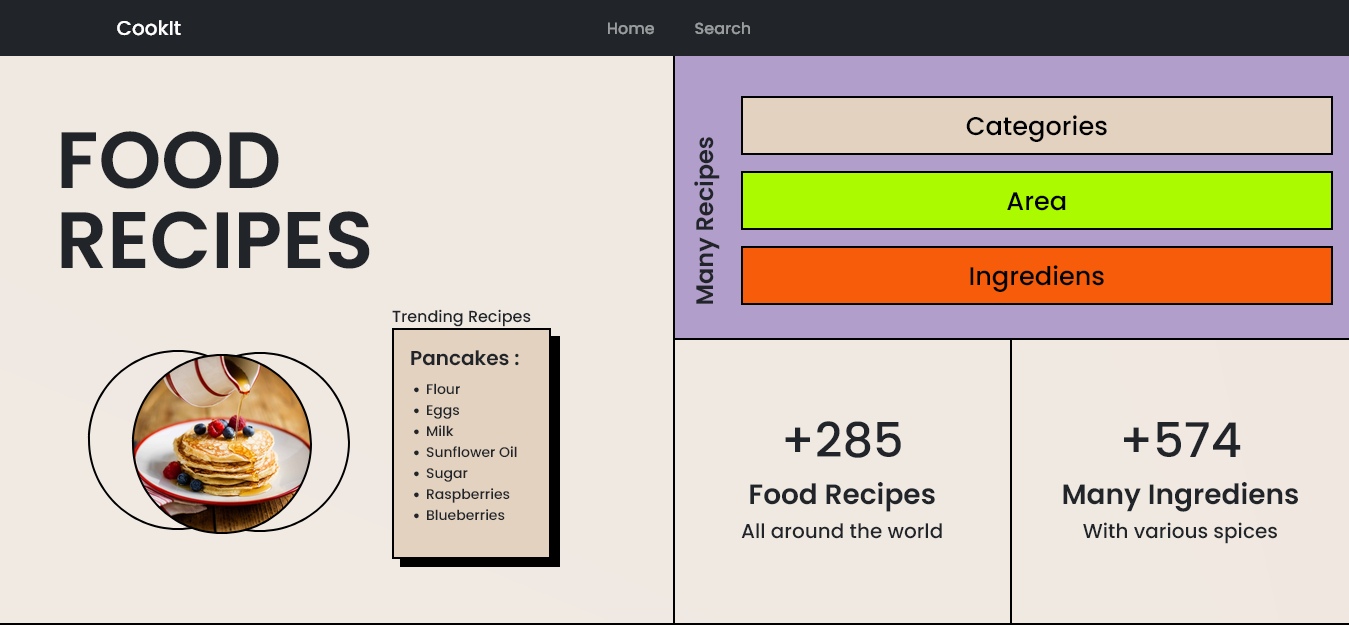 CookIt
Home
Search
FOOD
RECIPES
Trending Recipes
Pancakes :
• Flour
• Eggs
• Milk
• Sunflower Oil
• Sugar
• Raspberries
• Blueberries
Many Recipes
Categories
Area
Ingrediens
+285
Food Recipes
All around the world
+574
Many Ingrediens
With various spices